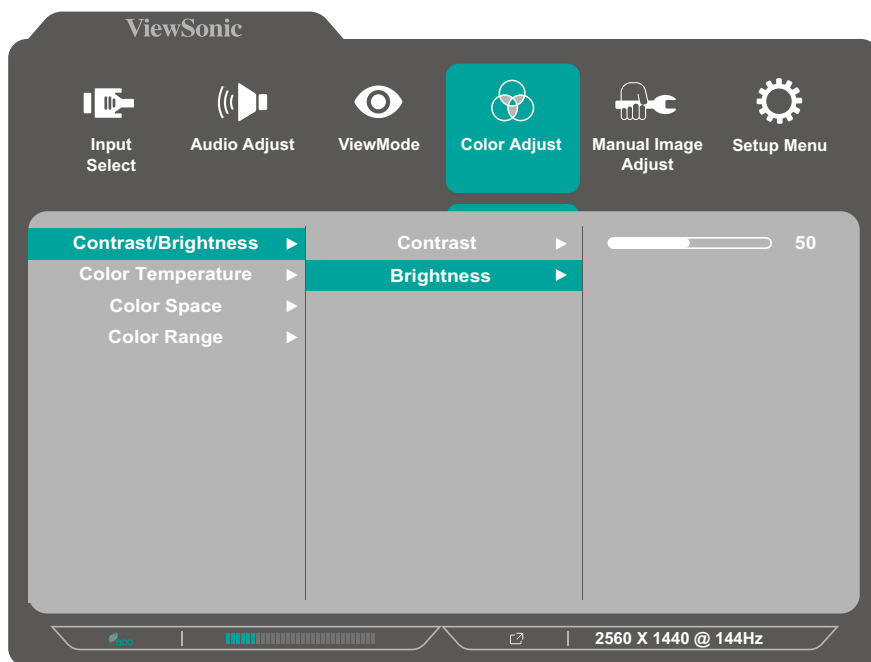 ViewSonic
Input Select
Audio Adjust
ViewMode
Color Adjust
Manual Image Adjust
Setup Menu
Contrast/Brightness
Contrast
50
Color Temperature
Brightness
Color Space
Color Range
eco
2560 X 1440 @ 144Hz